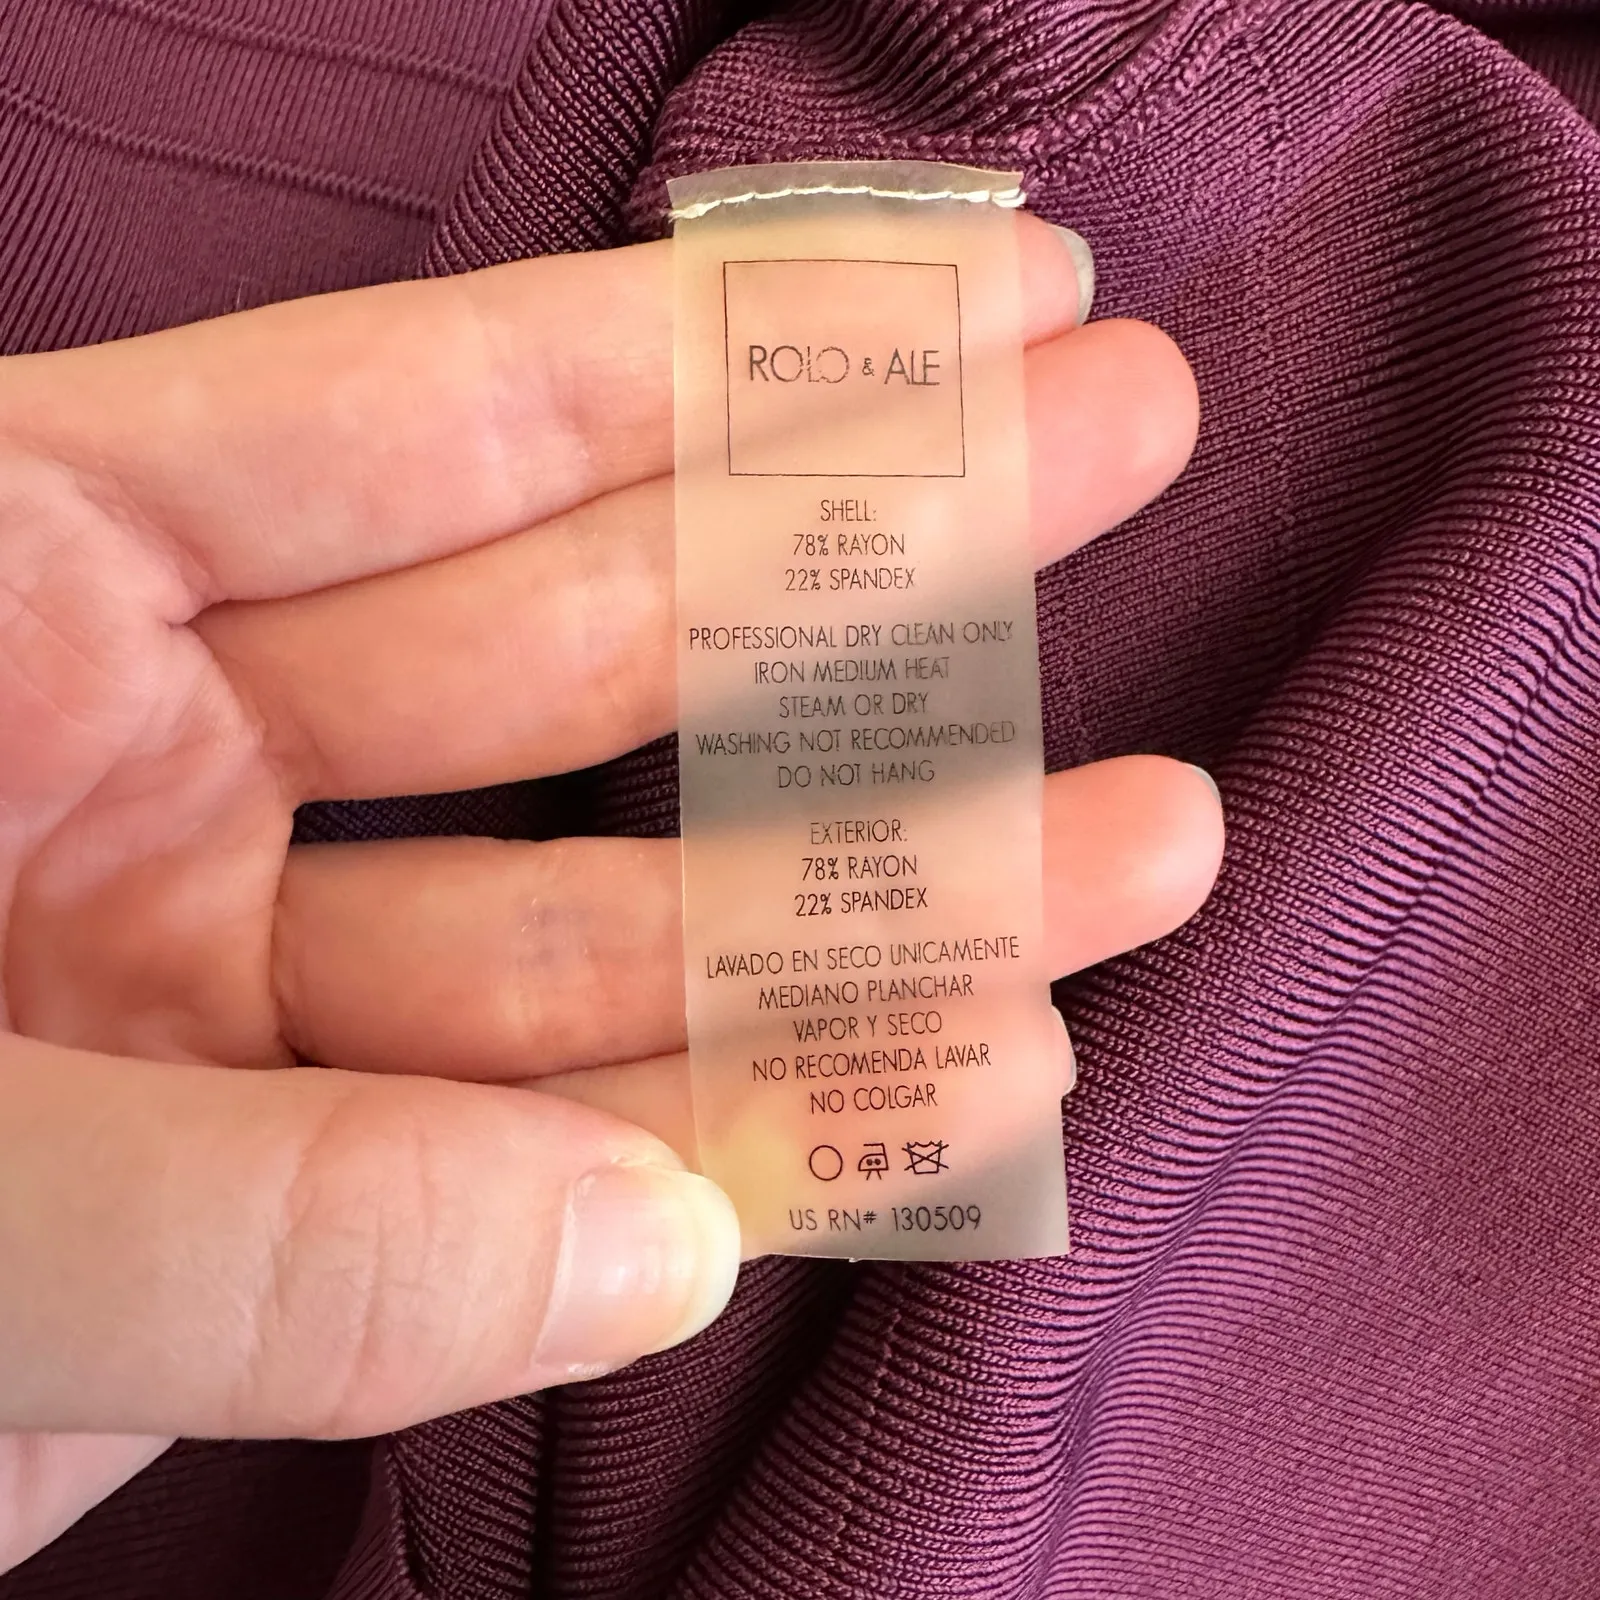 ROLO & ALE
SHELL:
78% RAYON
22% SPANDEX
PROFESSIONAL DRY CLEAN ONLY
IRON MEDIUM HEAT
STEAM OR DRY
WASHING NOT RECOMMENDED
DO NOT HANG
EXTERIOR:
78% RAYON
22% SPANDEX
LAVADO EN SECO UNICAMENTE
MEDIANO PLANCHAR
VAPOR Y SECO
NO RECOMENDA LAVAR
NO COLGAR
US RN# 130509